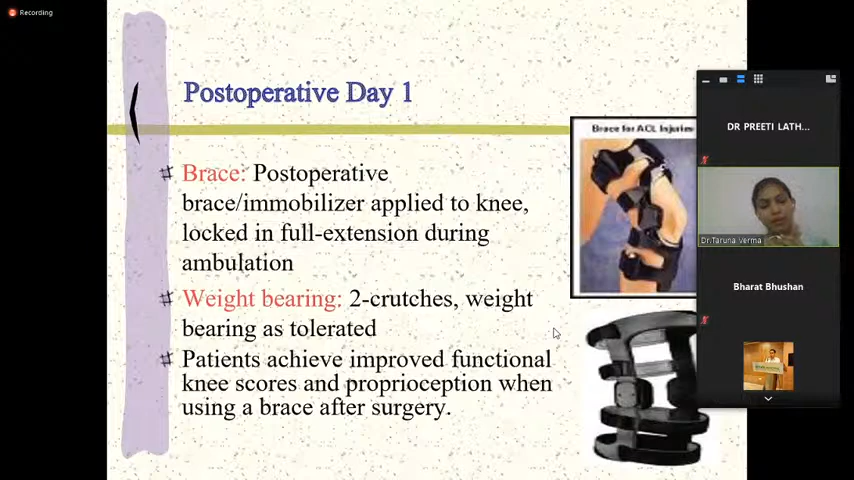 Recording
Postoperative Day 1
Brace: Postoperative
brace/immobilizer applied to knee,
locked in full-extension during
ambulation
Weight bearing: 2-crutches, weight
bearing as tolerated
Patients achieve improved functional
knee scores and proprioception when
using a brace after surgery.
Brace for ACL Injuries
DR PREETI LATH...
Dr.Taruna Verma
Bharat Bhushan